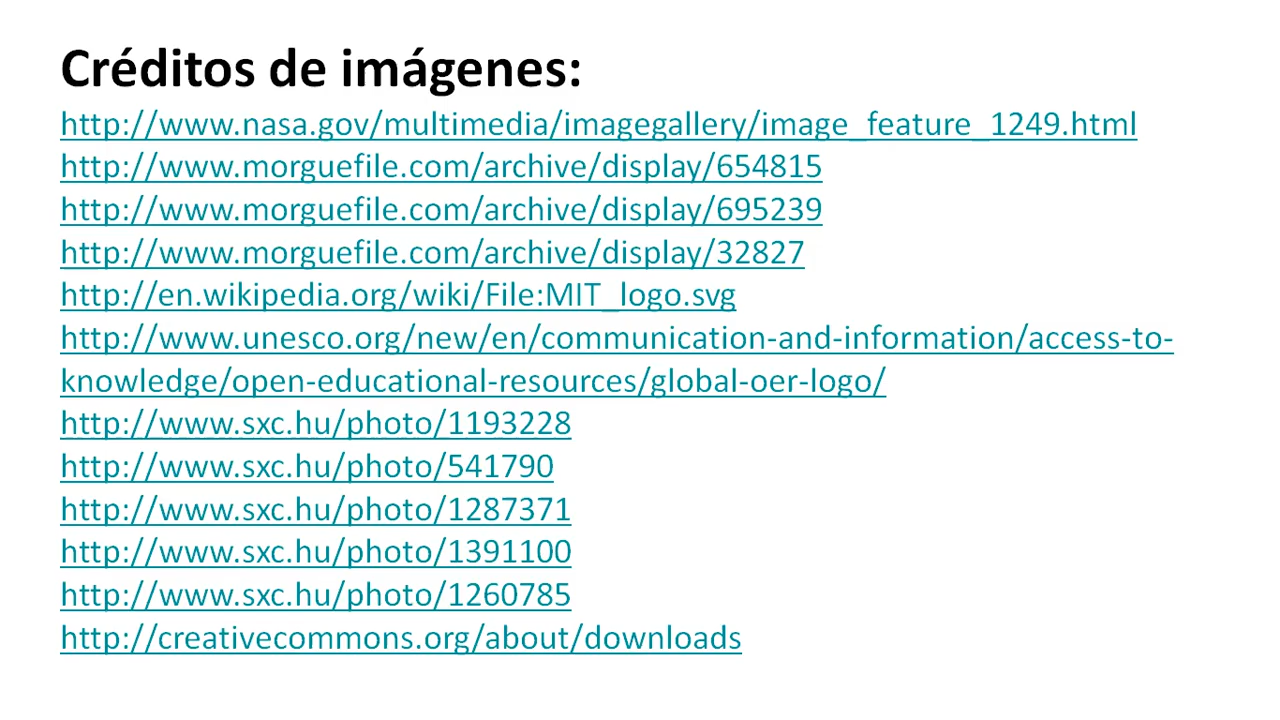 Créditos de imágenes:
http://www.nasa.gov/multimedia/imagegallery/image_feature_1249.html
http://www.morguefile.com/archive/display/654815
http://www.morguefile.com/archive/display/695239
http://www.morguefile.com/archive/display/32827
http://en.wikipedia.org/wiki/File:MIT_logo.svg
http://www.unesco.org/new/en/communication-and-information/access-to-
knowledge/open-educational-resources/global-oer-logo/
http://www.sxc.hu/photo/1193228
http://www.sxc.hu/photo/541790
http://www.sxc.hu/photo/1287371
http://www.sxc.hu/photo/1391100
http://www.sxc.hu/photo/1260785
http://creativecommons.org/about/downloads